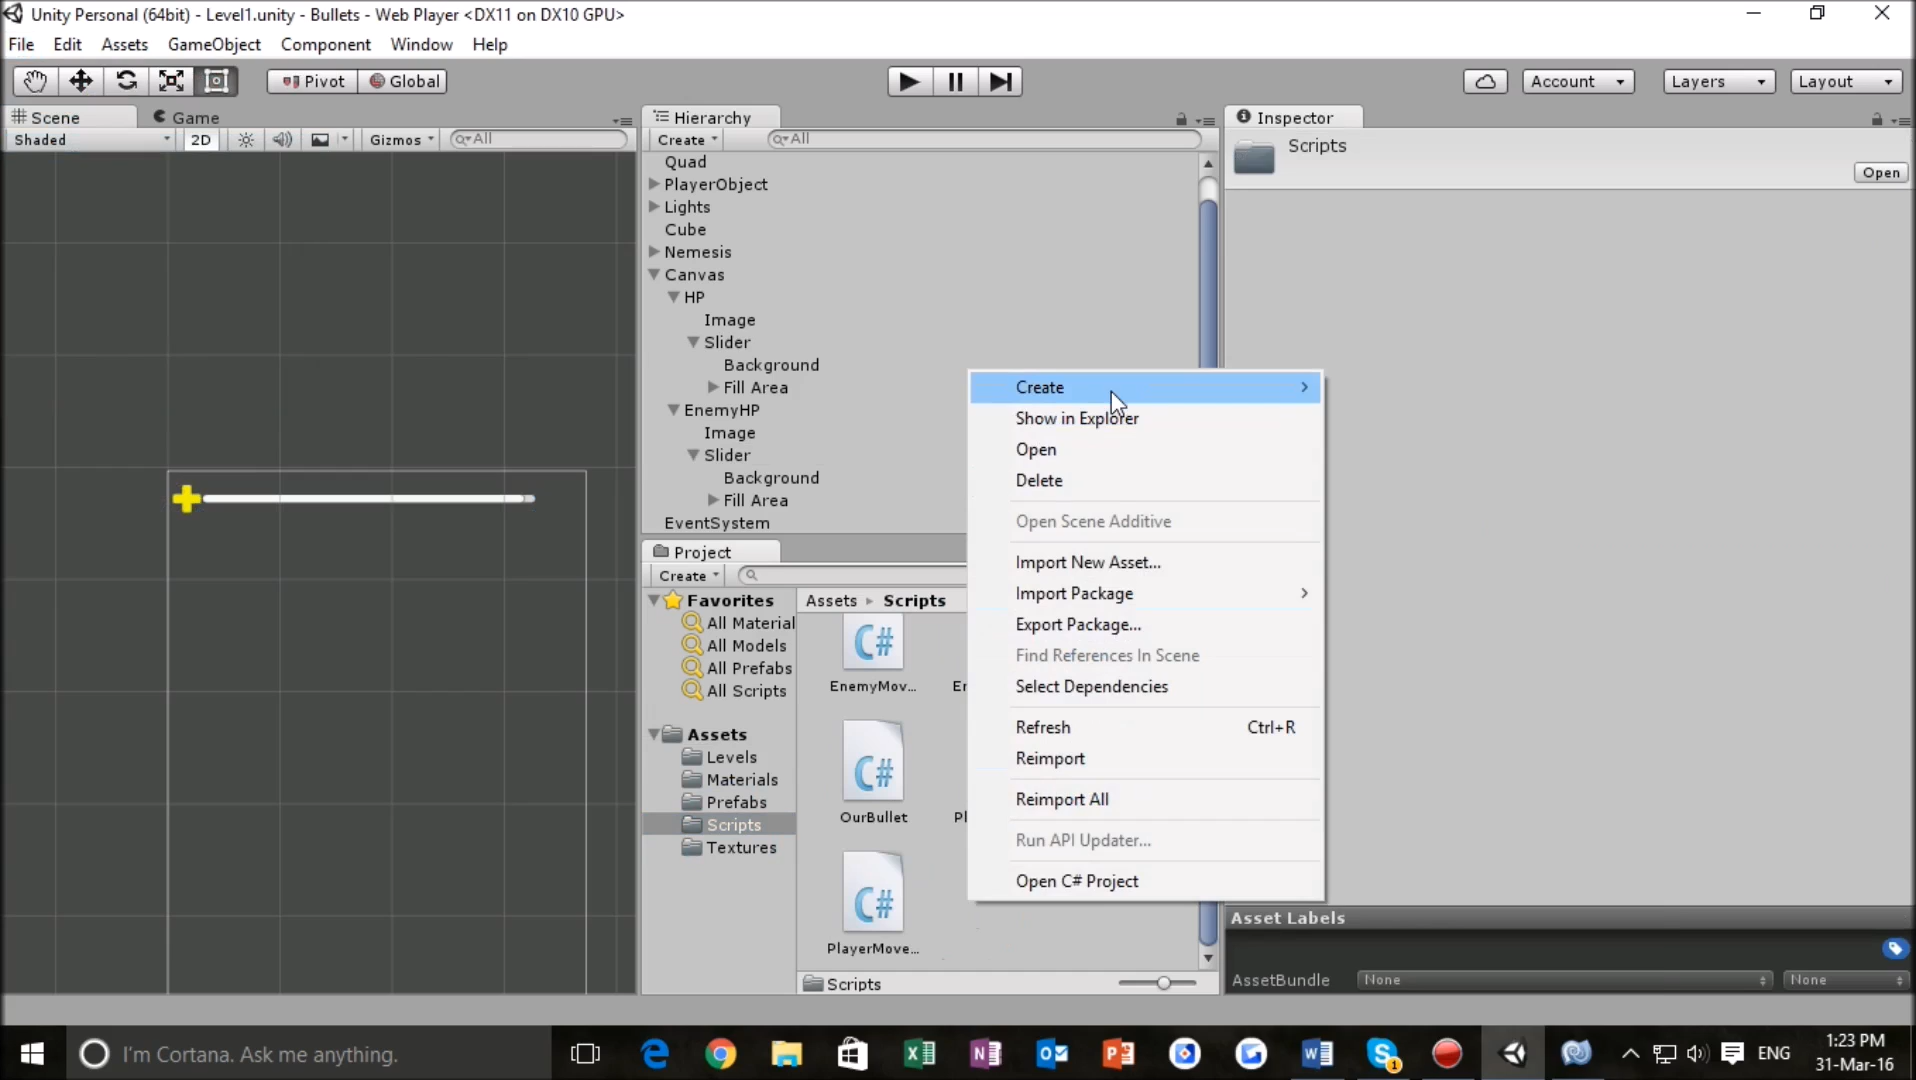 Unity Personal (64bit) - Level1.unity - Bullets - Web Player <DX11 on DX10 GPU>
File Edit Assets GameObject Component Window Help
Pivot Global Account Layers Layout
Scene Game Hierarchy Inspector
Shaded 2D Gizmos All Create All
Scripts
Open
Quad
PlayerObject
Lights
Cube
Nemesis
Canvas
HP
Image
Slider
Background
Fill Area
EnemyHP
Image
Slider
Background
Fill Area
EventSystem
Create
Show in Explorer
Open
Delete
Open Scene Additive
Import New Asset...
Import Package
Export Package...
Find References In Scene
Select Dependencies
Refresh Ctrl+R
Reimport
Reimport All
Run API Updater...
Open C# Project
Project
Create
Favorites
All Material
All Models
All Prefabs
All Scripts
Assets
Levels
Materials
Prefabs
Scripts
Textures
Assets Scripts
C#
EnemyMov...
C#
OurBullet
C#
PlayerMove...
Scripts
Asset Labels
AssetBundle None None
I'm Cortana. Ask me anything.
1
ENG
1:23 PM
31-Mar-16